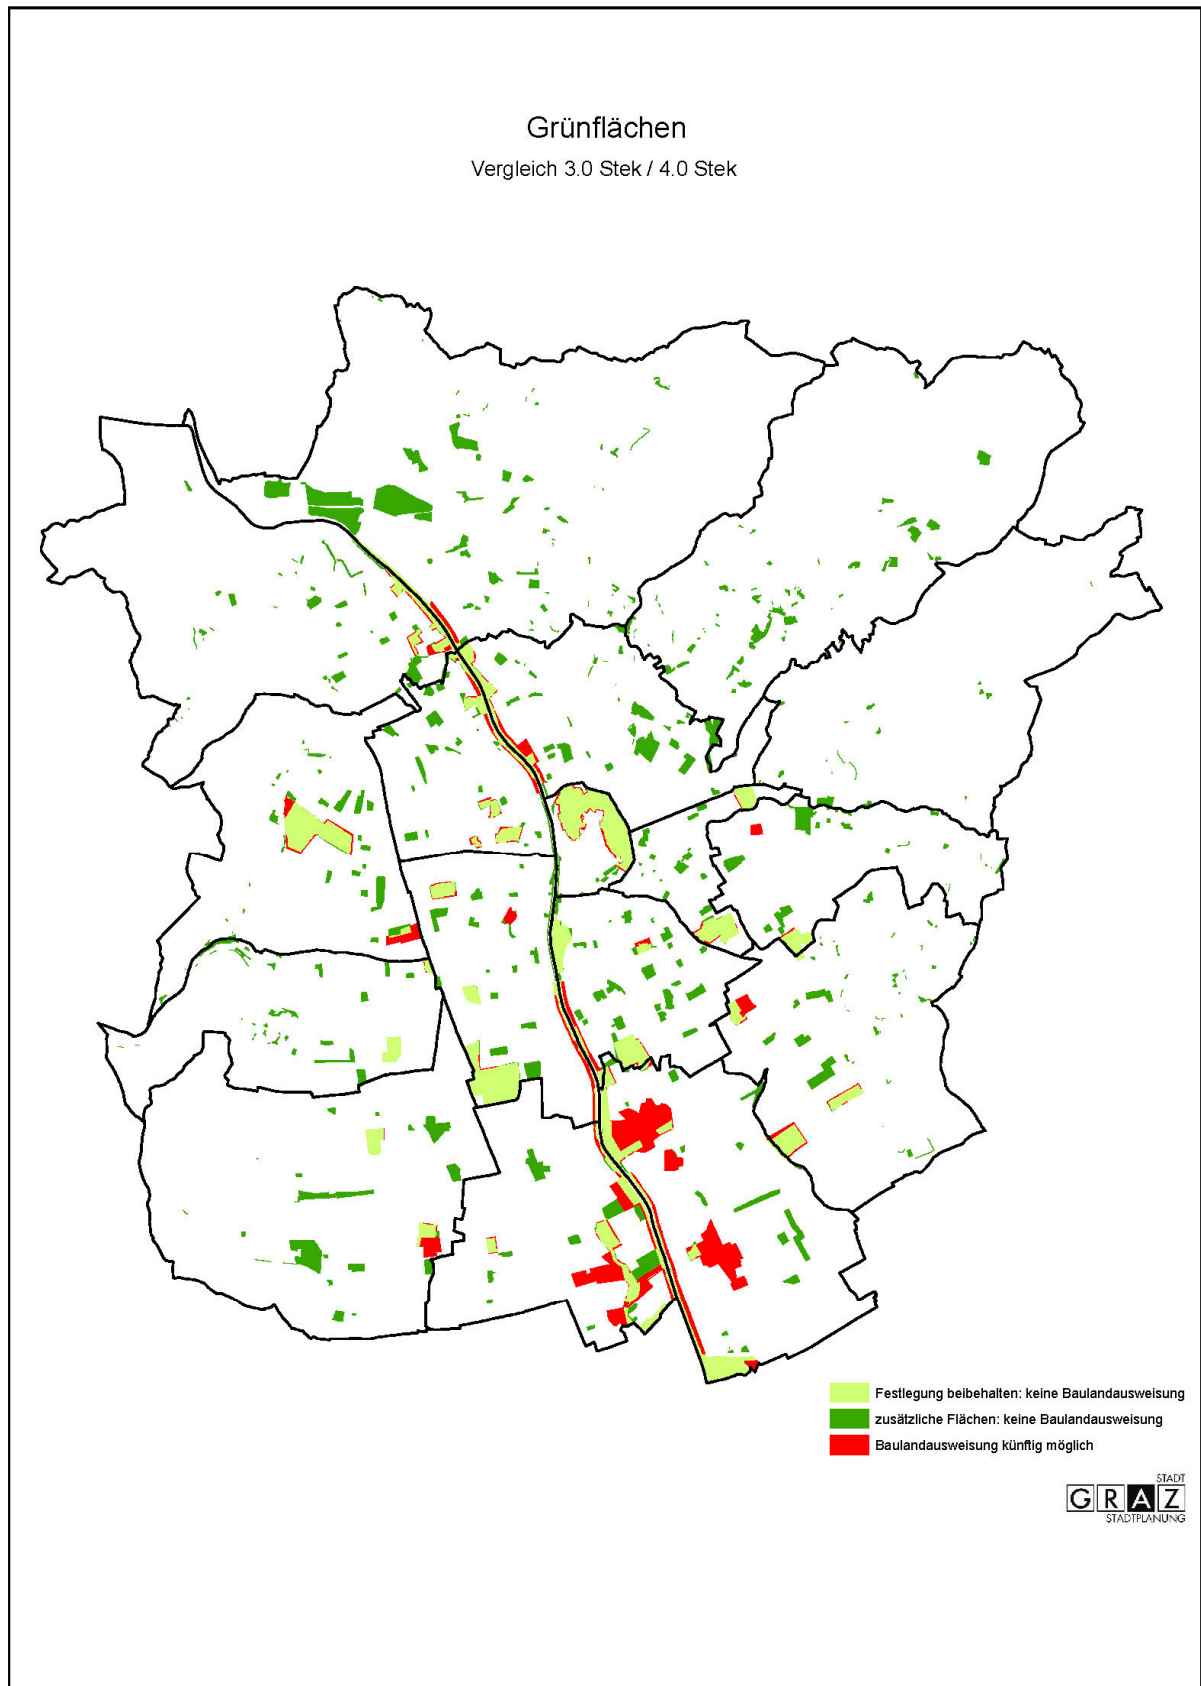 Grünflächen
Vergleich 3.0 Stek / 4.0 Stek
Festlegung beibehalten: keine Baulandausweisung
zusätzliche Flächen: keine Baulandausweisung
Baulandausweisung künftig möglich
STADT
GRAZ
STADTPLANUNG